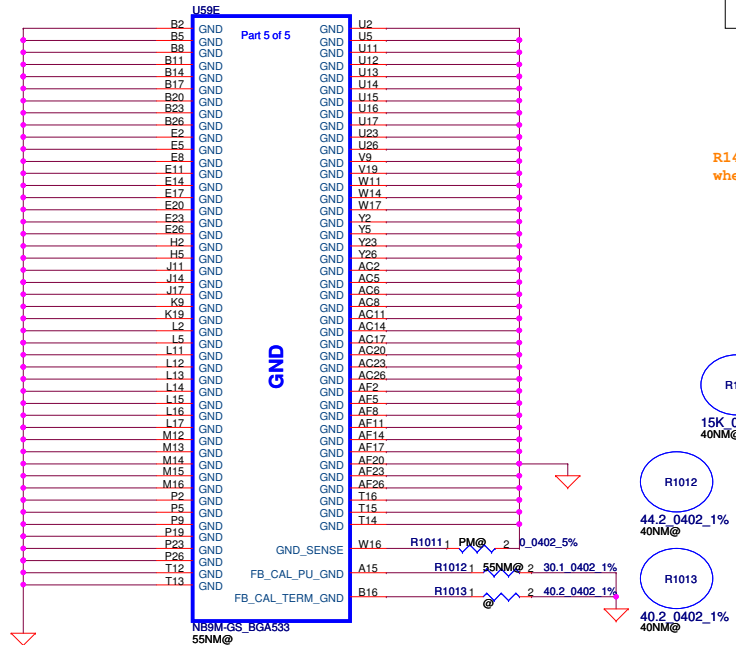 U59E
B2 GND GND U2
Part 5 of 5
B5 GND GND U5
B8 GND GND U11
B11 GND GND U12
B14 GND GND U13
B17 GND GND U14
B20 GND GND U15
B23 GND GND U16
B26 GND GND U17
E2 GND GND U23
E5 GND GND U26
E8 GND GND V9
E11 GND GND V19
E14 GND GND W11
E17 GND GND W14
E20 GND GND W17
E23 GND GND Y2
E26 GND GND Y5
H2 GND GND Y23
H5 GND GND Y26
J11 GND GND AC2
J14 GND GND AC5
J17 GND GND AC6
K9 GND GND AC8
K19 GND GND AC11
L2 GND GND AC14
L5 GND GND AC17
L11 GND GND AC20
L12 GND GND AC23
L13 GND GND AC26
L14 GND GND AF2
L15 GND GND AF5
L16 GND GND AF8
L17 GND GND AF11
M12 GND GND AF14
M13 GND GND AF17
M14 GND GND AF20
M15 GND GND AF23
M16 GND GND AF26
P2 GND GND T16
P5 GND GND T15
P9 GND GND T14
P19 GND
P23 GND GND_SENSE W16 R1011 1 PM@ 2 0_0402_5%
P26 GND
T12 GND FB_CAL_PU_GND A15 R1012 1 55NM@ 2 30.1_0402_1%
T13 GND
FB_CAL_TERM_GND B16 R1013 1 @ 2 40.2_0402_1%
GND
NB9M-GS_BGA533
55NM@
R14
whe
R1
15K_0
40NM@
R1012
44.2_0402_1%
40NM@
R1013
40.2_0402_1%
40NM@